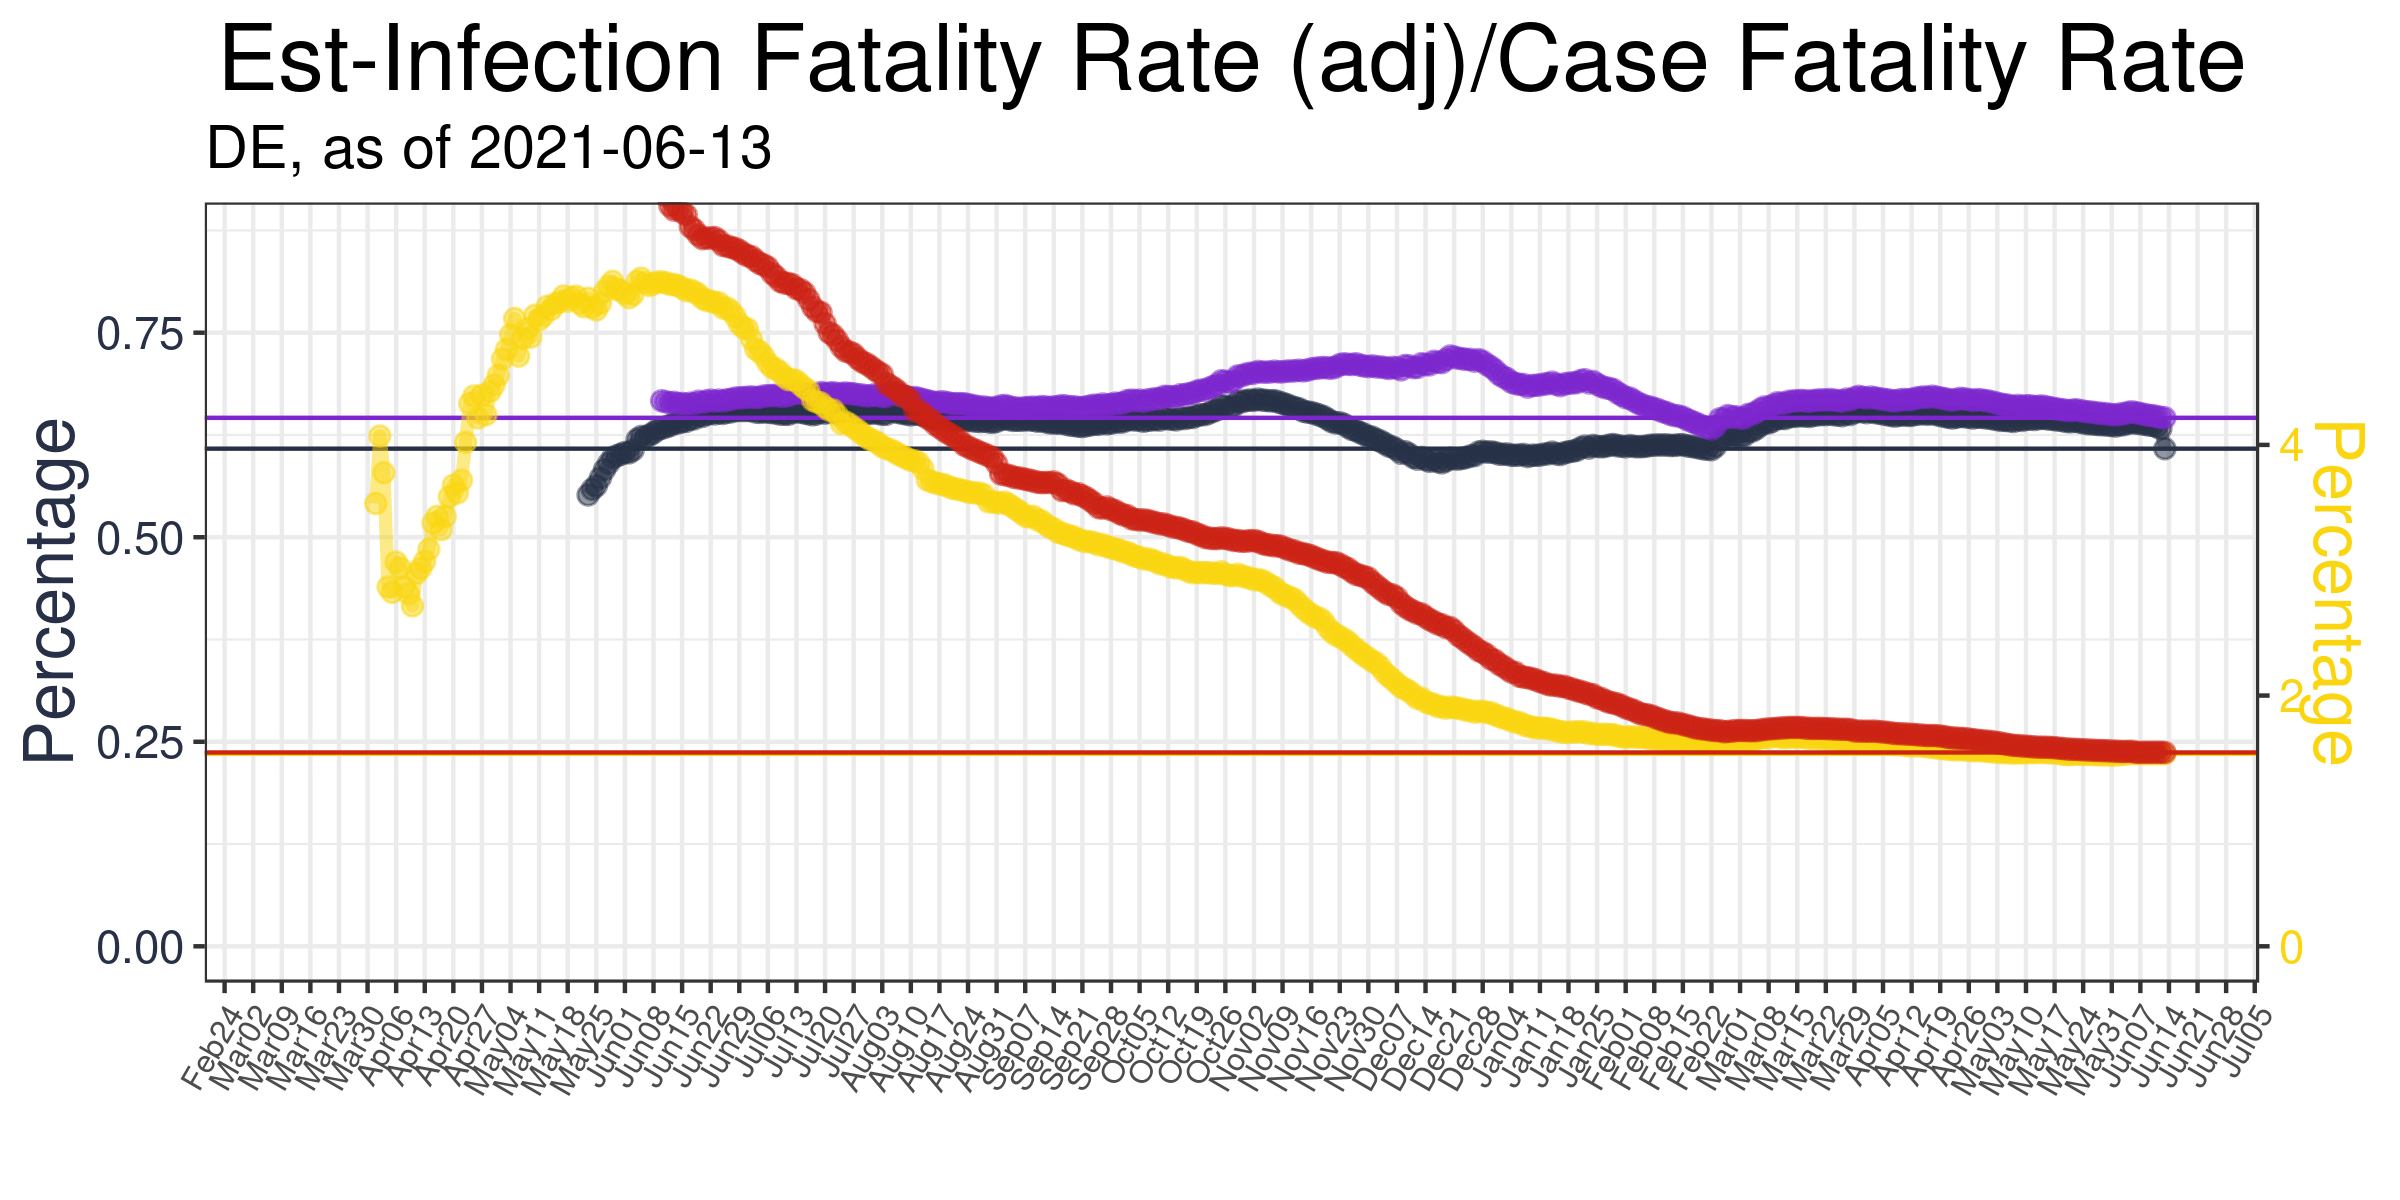 Est-Infection Fatality Rate (adj)/Case Fatality Rate
DE, as of 2021-06-13
Percentage
0.75
0.50
0.25
0.00
4
2
0
Percentage
Feb24
Mar02
Mar09
Mar16
Mar23
Mar30
Apr06
Apr13
Apr20
Apr27
May04
May11
May18
May25
Jun01
Jun08
Jun15
Jun22
Jun29
Jul06
Jul13
Jul20
Jul27
Aug03
Aug10
Aug17
Aug24
Aug31
Sep07
Sep14
Sep21
Sep28
Oct05
Oct12
Oct19
Oct26
Nov02
Nov09
Nov16
Nov23
Nov30
Dec07
Dec14
Dec21
Dec28
Jan04
Jan11
Jan18
Jan25
Feb01
Feb08
Feb15
Feb22
Mar01
Mar08
Mar15
Mar22
Mar29
Apr05
Apr12
Apr19
Apr26
May03
May10
May17
May24
May31
Jun07
Jun14
Jun21
Jun28
Jul05